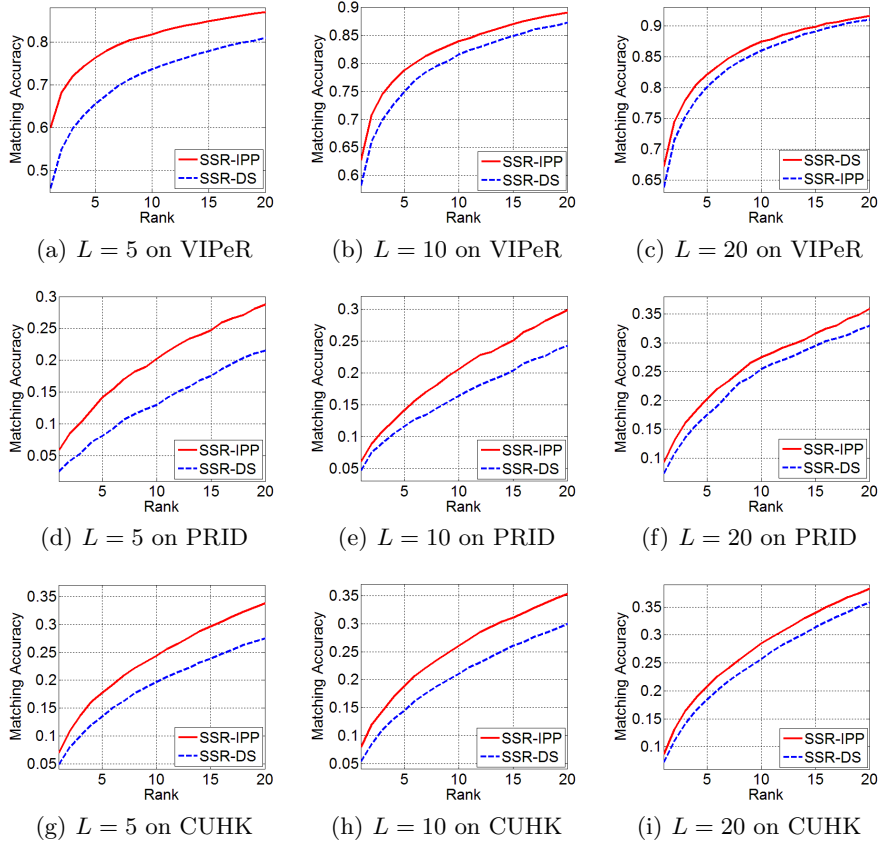 0.8
0.7
0.6
0.5
Matching Accuracy
SSR-IPP
SSR-DS
5 10 15 20
Rank
(a) L = 5 on VIPeR
0.9
0.85
0.8
0.75
0.7
0.65
0.6
Matching Accuracy
SSR-IPP
SSR-DS
5 10 15 20
Rank
(b) L = 10 on VIPeR
0.9
0.85
0.8
0.75
0.7
0.65
Matching Accuracy
SSR-DS
SSR-IPP
5 10 15 20
Rank
(c) L = 20 on VIPeR
0.3
0.25
0.2
0.15
0.1
0.05
Matching Accuracy
SSR-IPP
SSR-DS
5 10 15 20
Rank
(d) L = 5 on PRID
0.3
0.25
0.2
0.15
0.1
0.05
Matching Accuracy
SSR-IPP
SSR-DS
5 10 15 20
Rank
(e) L = 10 on PRID
0.35
0.3
0.25
0.2
0.15
0.1
Matching Accuracy
SSR-IPP
SSR-DS
5 10 15 20
Rank
(f) L = 20 on PRID
0.35
0.3
0.25
0.2
0.15
0.1
0.05
Matching Accuracy
SSR-IPP
SSR-DS
5 10 15 20
Rank
(g) L = 5 on CUHK
0.35
0.3
0.25
0.2
0.15
0.1
0.05
Matching Accuracy
SSR-IPP
SSR-DS
5 10 15 20
Rank
(h) L = 10 on CUHK
0.35
0.3
0.25
0.2
0.15
0.1
Matching Accuracy
SSR-IPP
SSR-DS
5 10 15 20
Rank
(i) L = 20 on CUHK